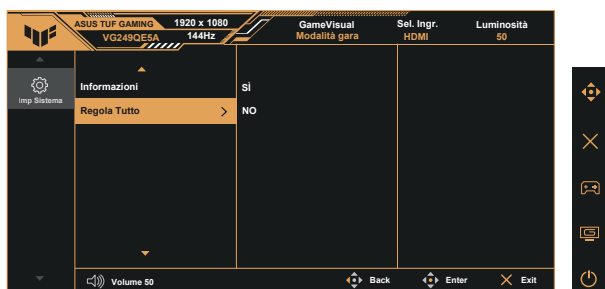 ASUS TUF GAMING 1920 x 1080
VG249QE5A 144Hz
GameVisual
Modalità gara
Sel. Ingr.
HDMI
Luminosità
50
Imp Sistema
Informazioni
Regola Tutto
SÌ
NO
Volume 50
Back
Enter
Exit